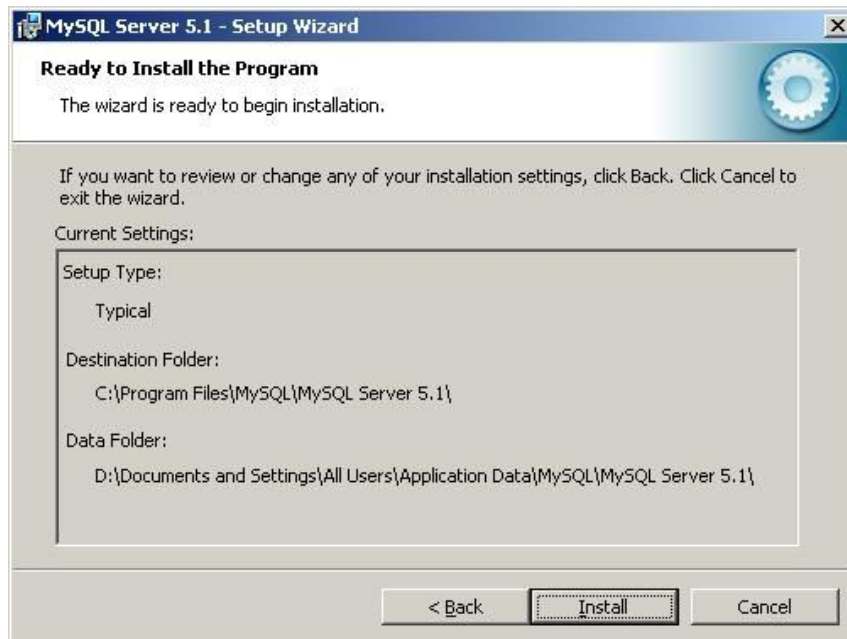 MySQL Server 5.1 - Setup Wizard
Ready to Install the Program
The wizard is ready to begin installation.
If you want to review or change any of your installation settings, click Back. Click Cancel to
exit the wizard.
Current Settings:
Setup Type:
Typical
Destination Folder:
C:\Program Files\MySQL\MySQL Server 5.1\
Data Folder:
D:\Documents and Settings\All Users\Application Data\MySQL\MySQL Server 5.1\
< Back
Install
Cancel